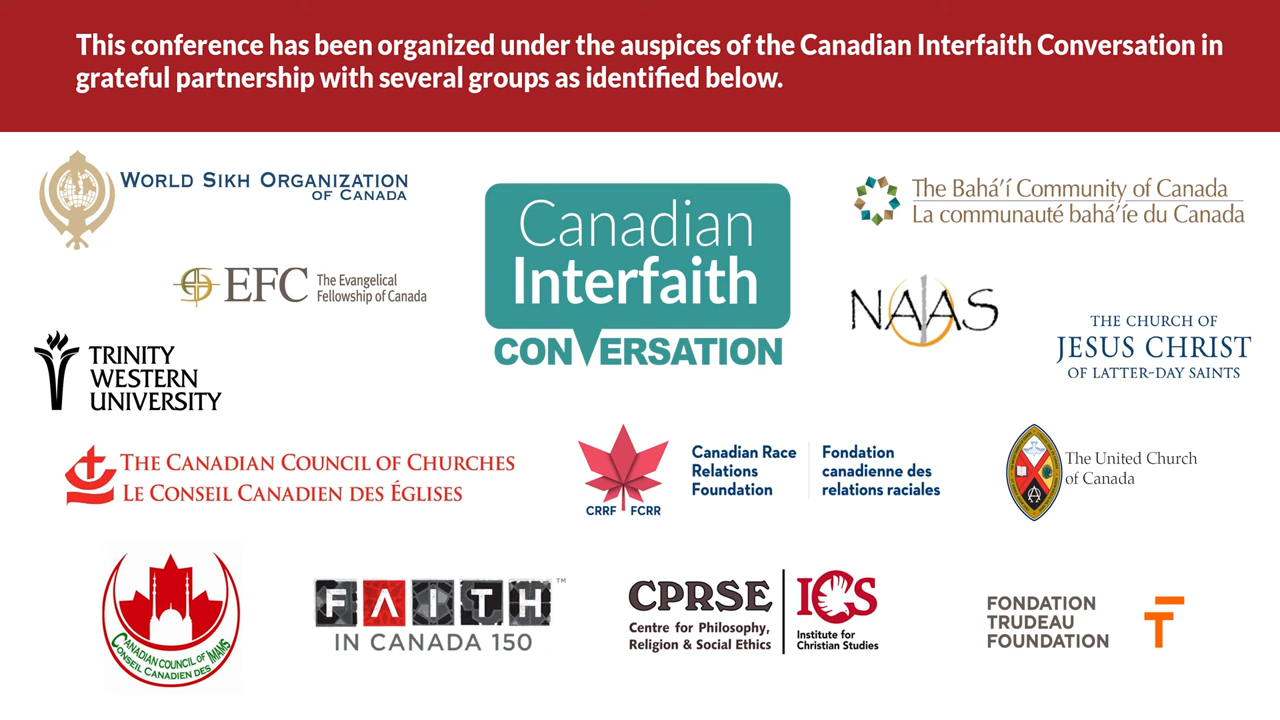 This conference has been organized under the auspices of the Canadian Interfaith Conversation in
grateful partnership with several groups as identified below.
WORLD SIKH ORGANIZATION
OF CANADA
Canadian
Interfaith
CONVERSATION
The Bahá'í Community of Canada
La communauté bahá'íe du Canada
EFC
The Evangelical
Fellowship of Canada
NAAS
THE CHURCH OF
JESUS CHRIST
OF LATTER-DAY SAINTS
TRINITY
WESTERN
UNIVERSITY
THE CANADIAN COUNCIL OF CHURCHES
LE CONSEIL CANADIEN DES ÉGLISES
CRRF FCRR
Canadian Race
Relations
Foundation
Fondation
canadienne des
relations raciales
The United Church
of Canada
CANADIAN COUNCIL OF IMAMS
CONSEIL CANADIEN DES
FAITH™
IN CANADA 150
CPRSE
Centre for Philosophy,
Religion & Social Ethics
ICS
Institute for
Christian Studies
FONDATION
TRUDEAU
FOUNDATION